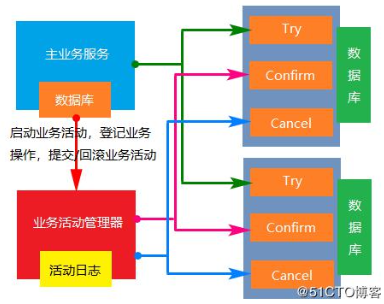 主业务服务
数据库
启动业务活动，登记业务
操作，提交/回滚业务活动
业务活动管理器
活动日志
Try
Confirm
Cancel
数
据
库
Try
Confirm
Cancel
数
据
库
@51CTO博客